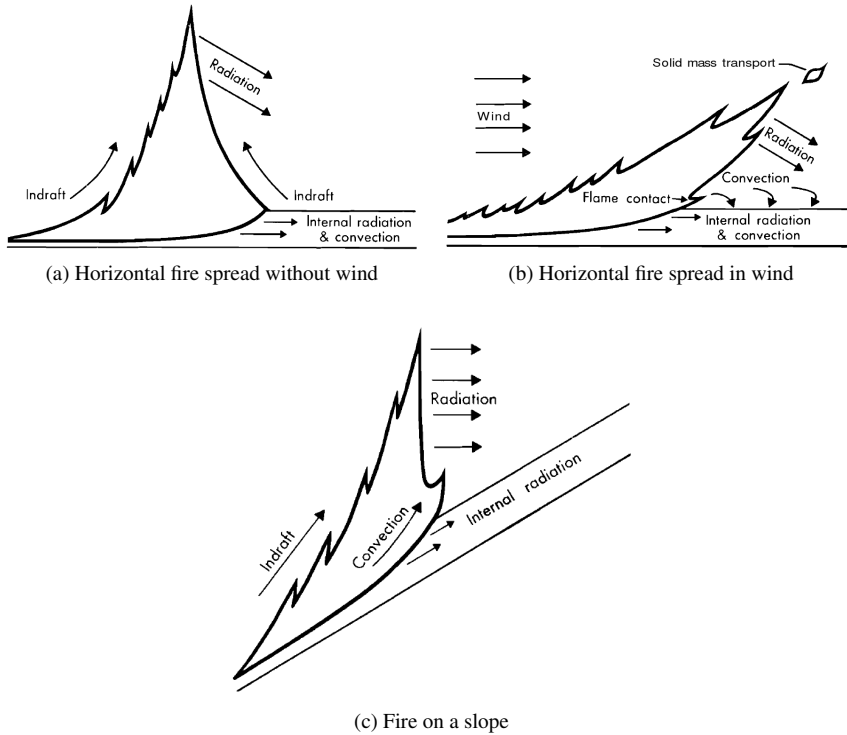 Radiation
Indraft
Indraft
Internal radiation
& convection
(a) Horizontal fire spread without wind
Solid mass transport
Wind
Radiation
Convection
Flame contact
Internal radiation
& convection
(b) Horizontal fire spread in wind
Radiation
Internal radiation
Indraft
Convection
(c) Fire on a slope